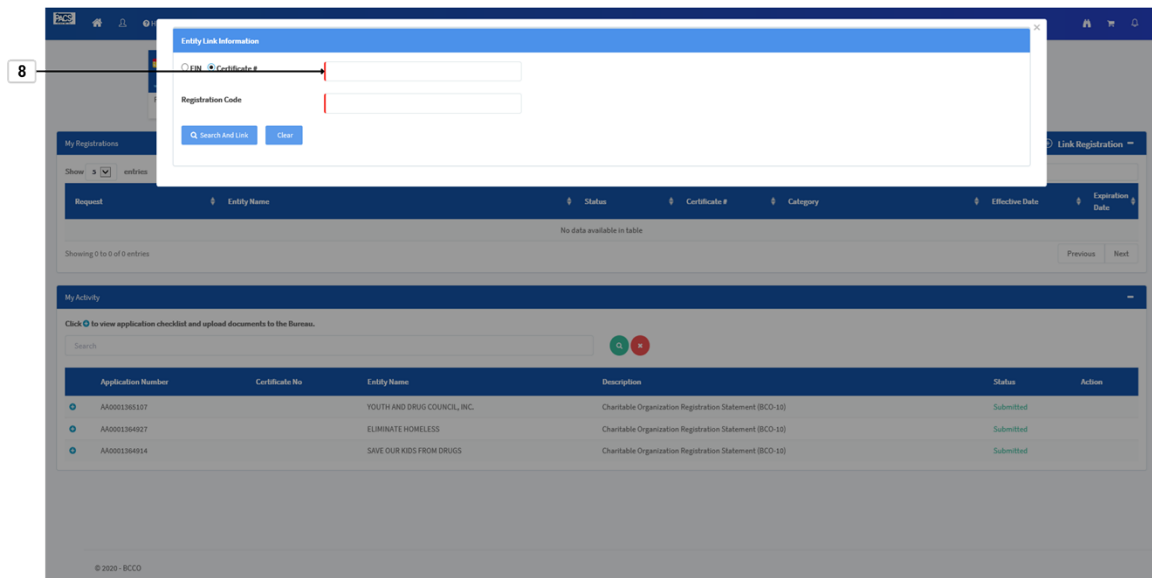 PACS
Entity Link Information
×
EIN Certificate #
8
Registration Code
Search And Link Clear
My Registrations
Link Registration
Show 5 entries
Request Entity Name Status Certificate # Category Effective Date Expiration Date
No data available in table
Showing 0 to 0 of 0 entries
Previous Next
My Activity
Click to view application checklist and upload documents to the Bureau.
Search
Application Number Certificate No Entity Name Description Status Action
AA0001365107 YOUTH AND DRUG COUNCIL, INC. Charitable Organization Registration Statement (BCO-10) Submitted
AA0001364927 ELIMINATE HOMELESS Charitable Organization Registration Statement (BCO-10) Submitted
AA0001364914 SAVE OUR KIDS FROM DRUGS Charitable Organization Registration Statement (BCO-10) Submitted
© 2020 - BCCO